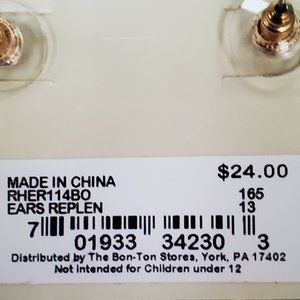 $24.00
MADE IN CHINA
RHER114BO 165
EARS REPLEN 13
7 01933 34230 3
Distributed by The Bon-Ton Stores, York, PA 17402
Not Intended for Children under 12